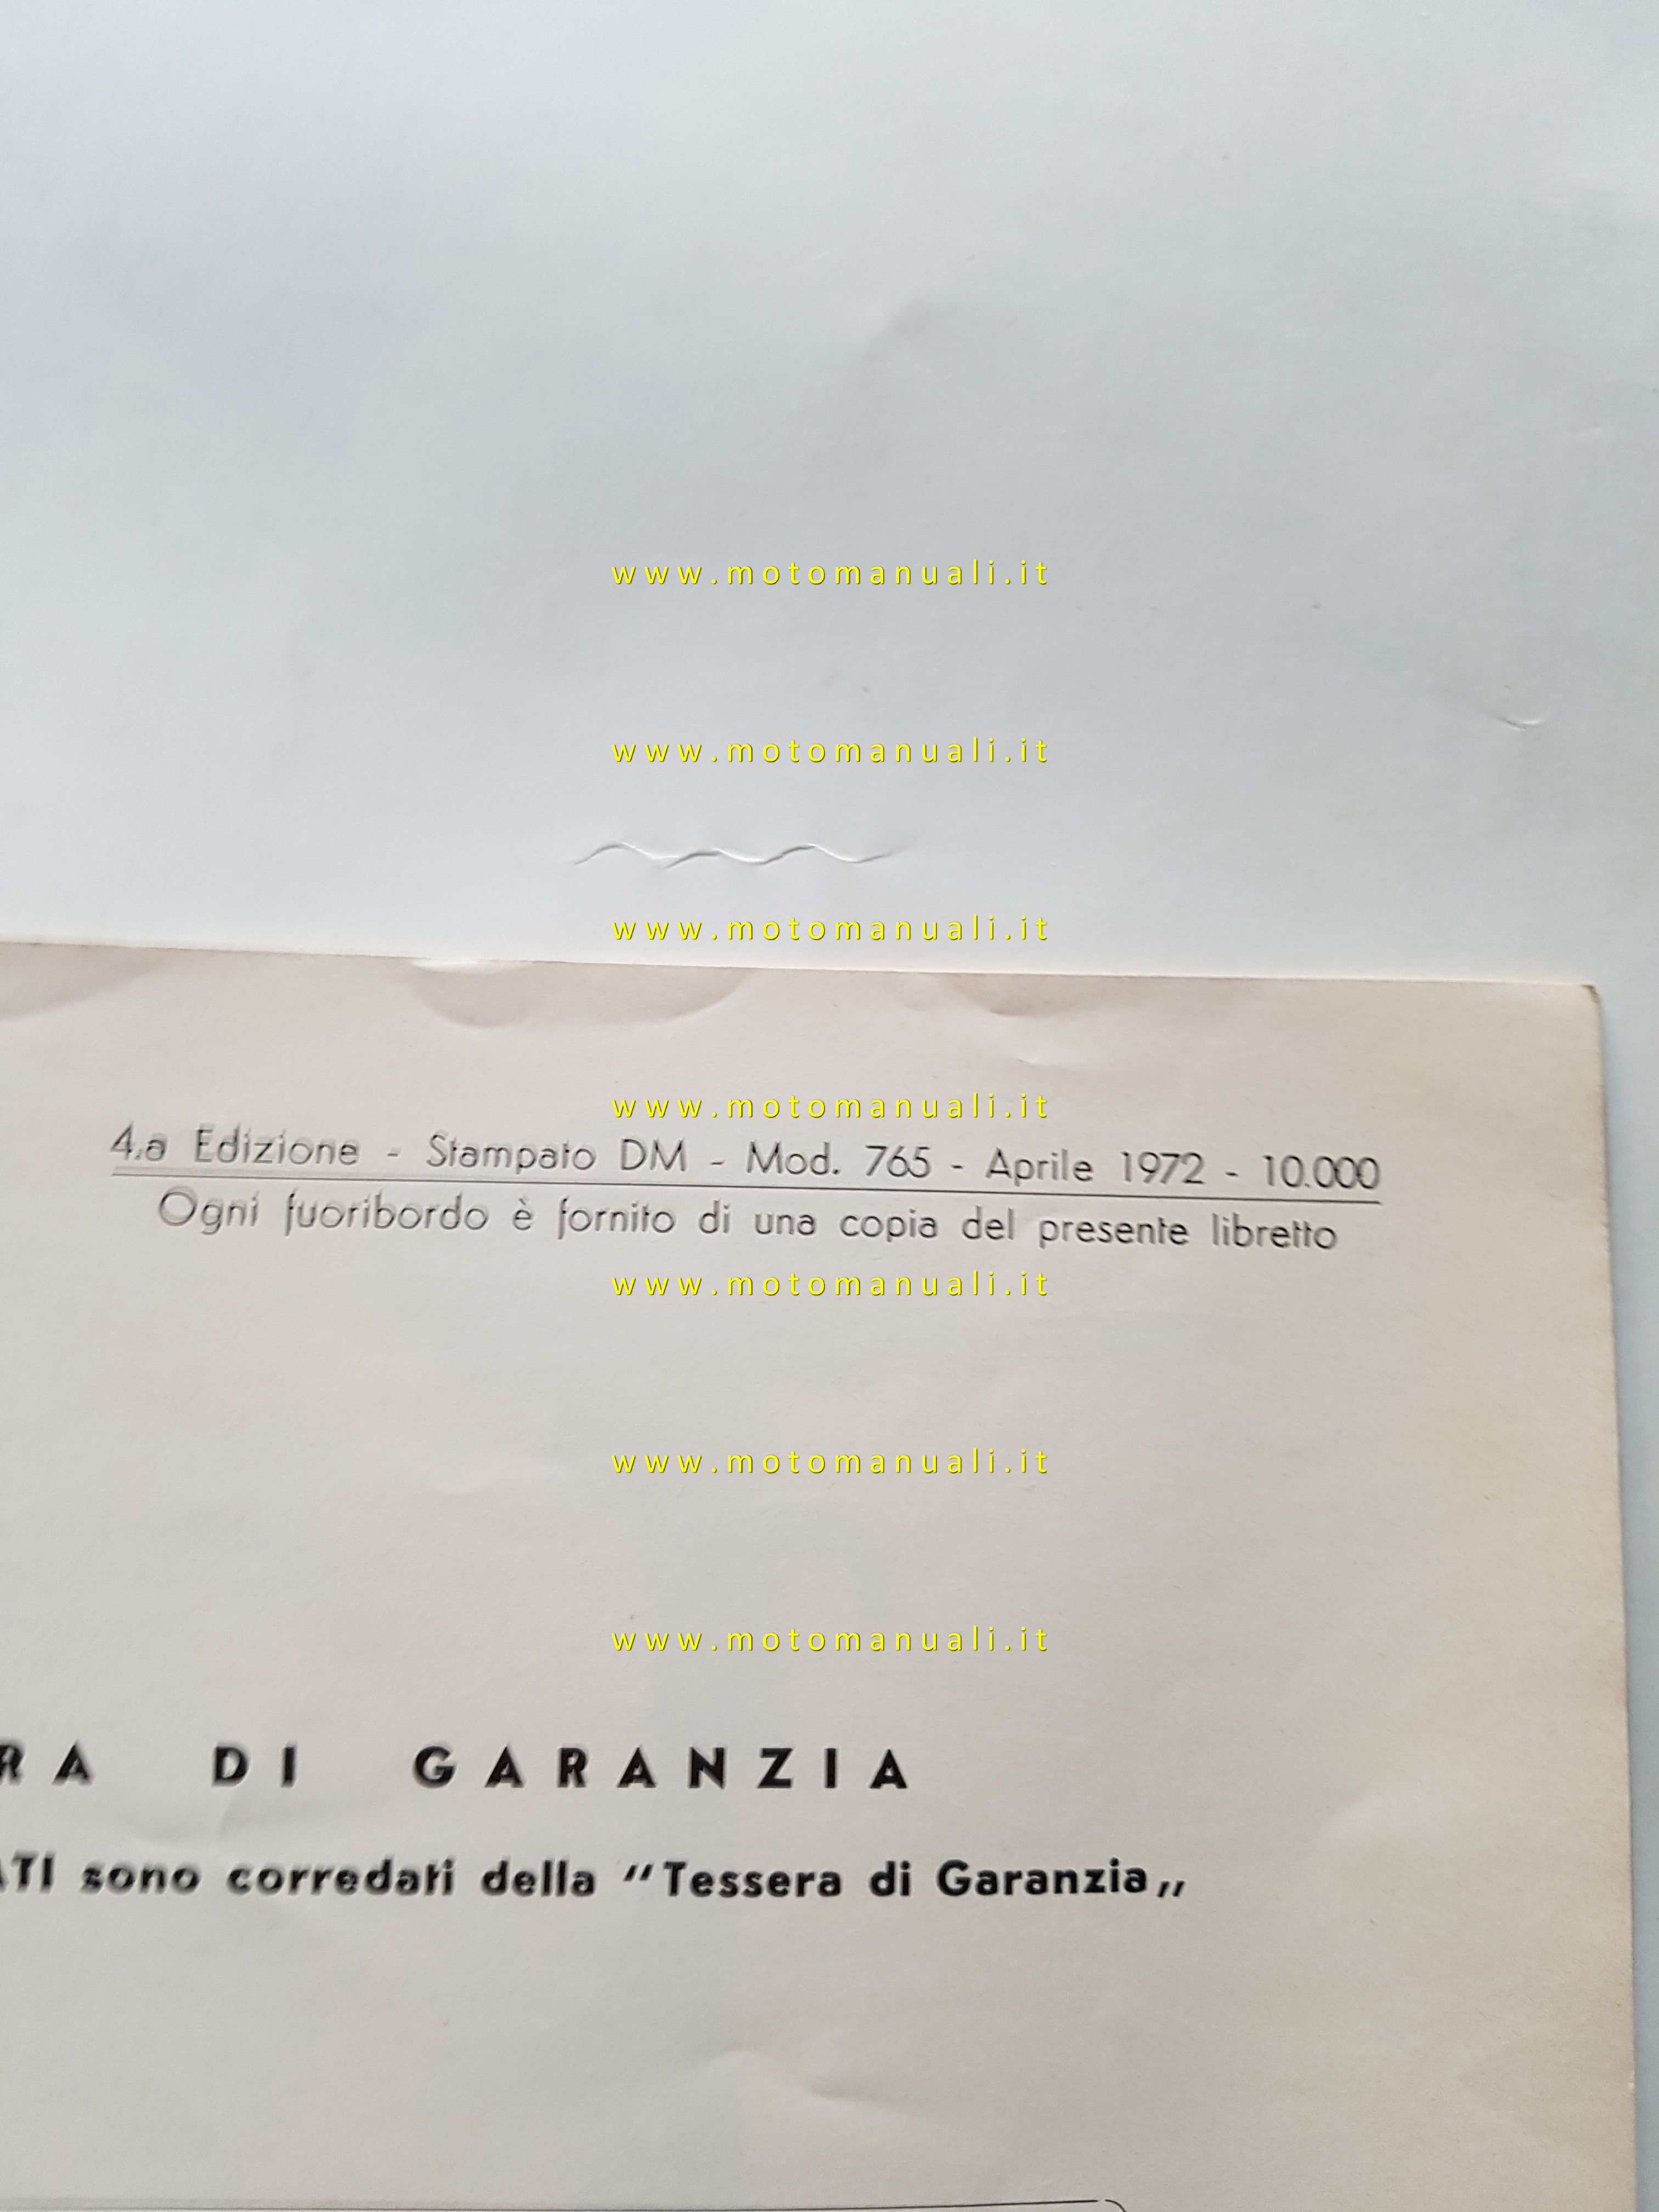 www.motomanuali.it
www.motomanuali.it
www.motomanuali.it
www.motomanuali.it
4.a Edizione - Stampato DM - Mod. 765 - Aprile 1972 - 10.000
Ogni fuoribordo è fornito di una copia del presente libretto
www.motomanuali.it
www.motomanuali.it
www.motomanuali.it
RA DI GARANZIA
ATI sono corredati della "Tessera di Garanzia„